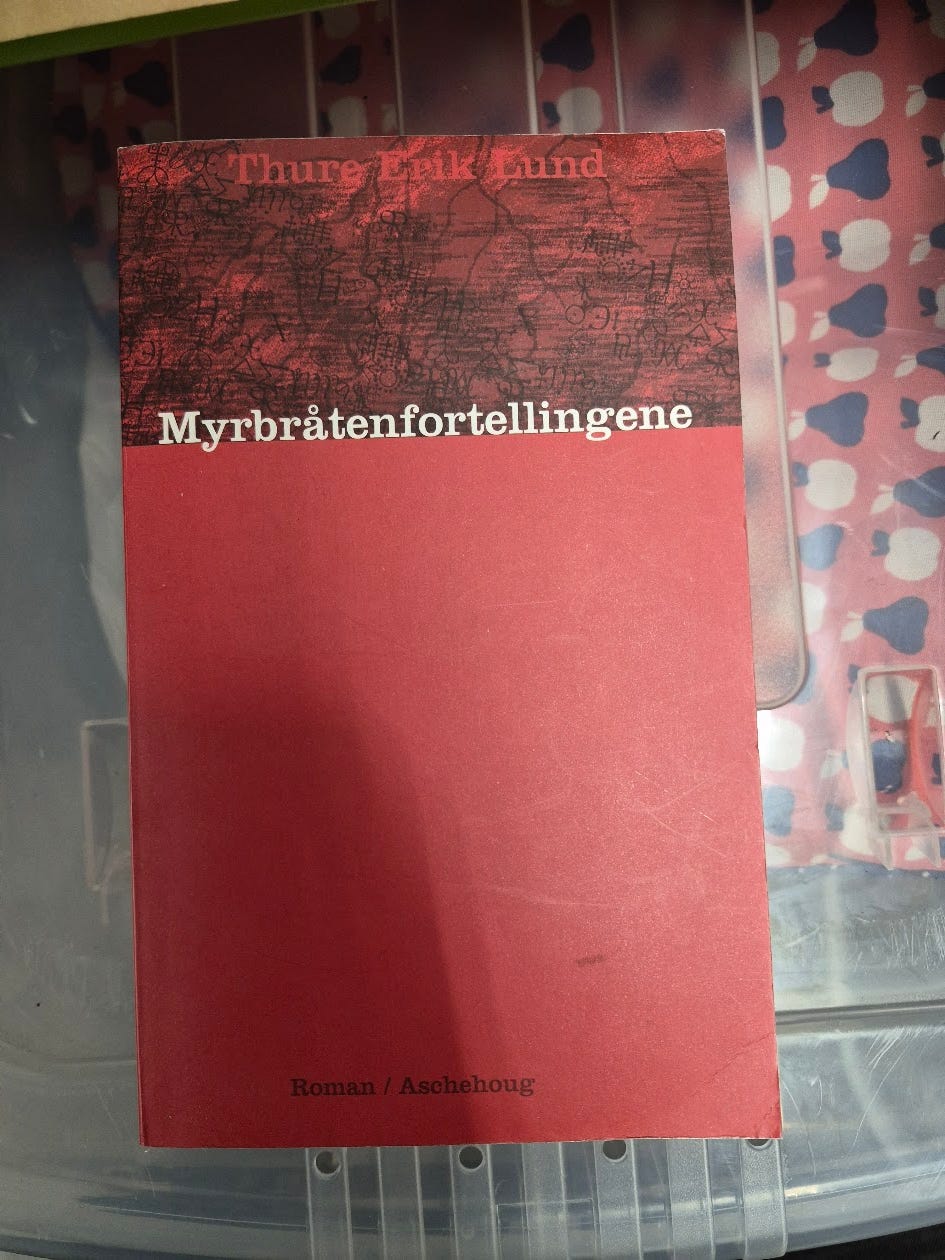 Thure Erik Lund
Myrbråtenfortellingene
Roman / Aschehoug